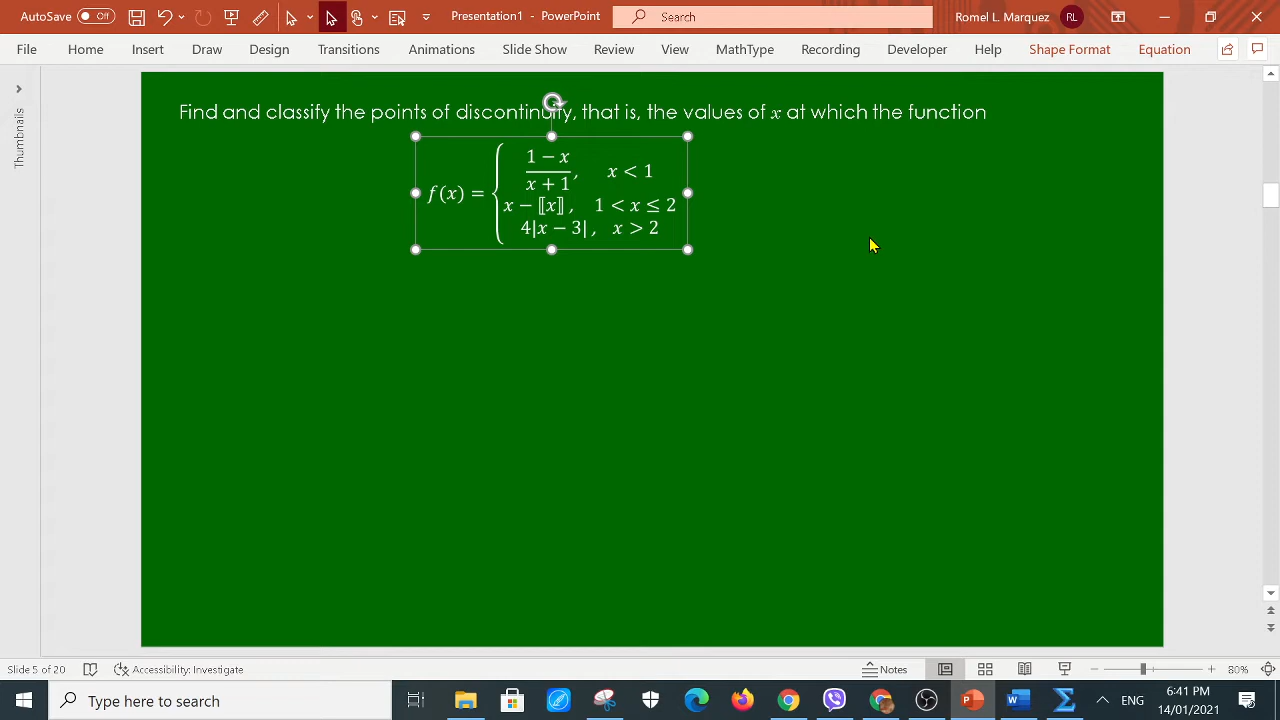 AutoSave Off Presentation1 - PowerPoint Search Romel L. Marquez RL
File Home Insert Draw Design Transitions Animations Slide Show Review View MathType Recording Developer Help Shape Format Equation
Thumbnails
Find and classify the points of discontinuity, that is, the values of x at which the function
f(x) = { (1 − x)/(x + 1), x < 1
x − ⟦x⟧, 1 < x ≤ 2
4|x − 3|, x > 2
Slide 5 of 20 Accessibility: Investigate Notes 80%
Type here to search ENG 6:41 PM
14/01/2021